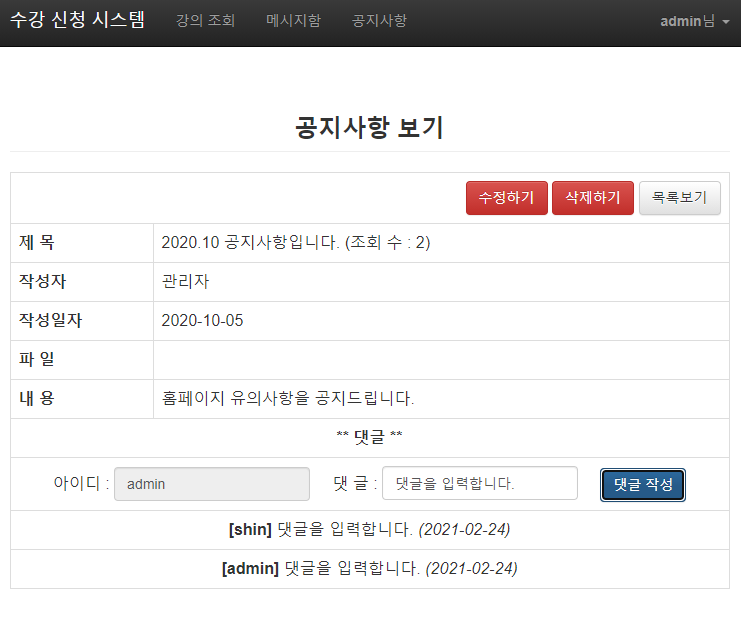 수강 신청 시스템 강의 조회 메시지함 공지사항 admin님
공지사항 보기
수정하기 삭제하기 목록보기
제 목 2020.10 공지사항입니다. (조회 수 : 2)
작성자 관리자
작성일자 2020-10-05
파 일
내 용 홈페이지 유의사항을 공지드립니다.
** 댓글 **
아이디 : admin 댓 글 : 댓글을 입력합니다. 댓글 작성
[shin] 댓글을 입력합니다. (2021-02-24)
[admin] 댓글을 입력합니다. (2021-02-24)